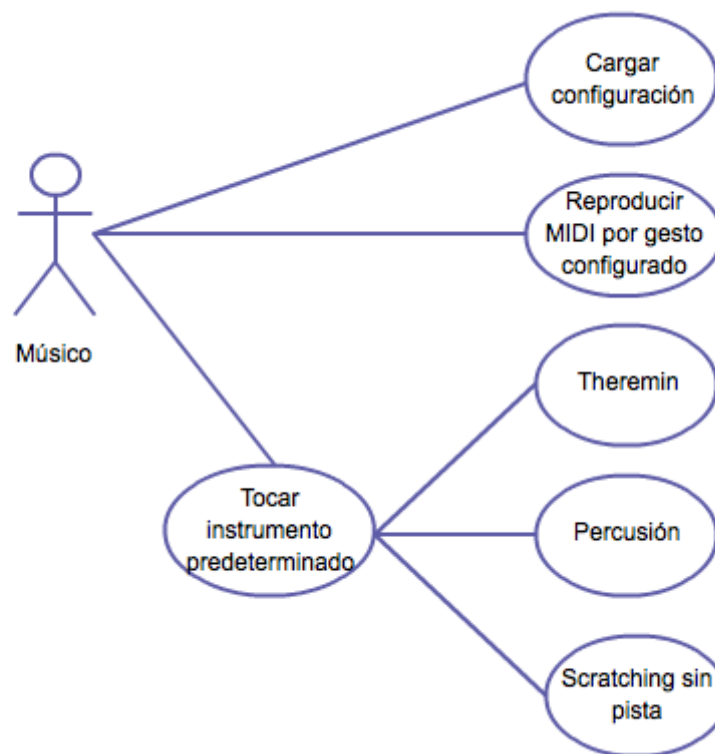 Cargar
configuración
Reproducir
MIDI por gesto
configurado
Músico
Theremin
Tocar
instrumento
predeterminado
Percusión
Scratching sin
pista